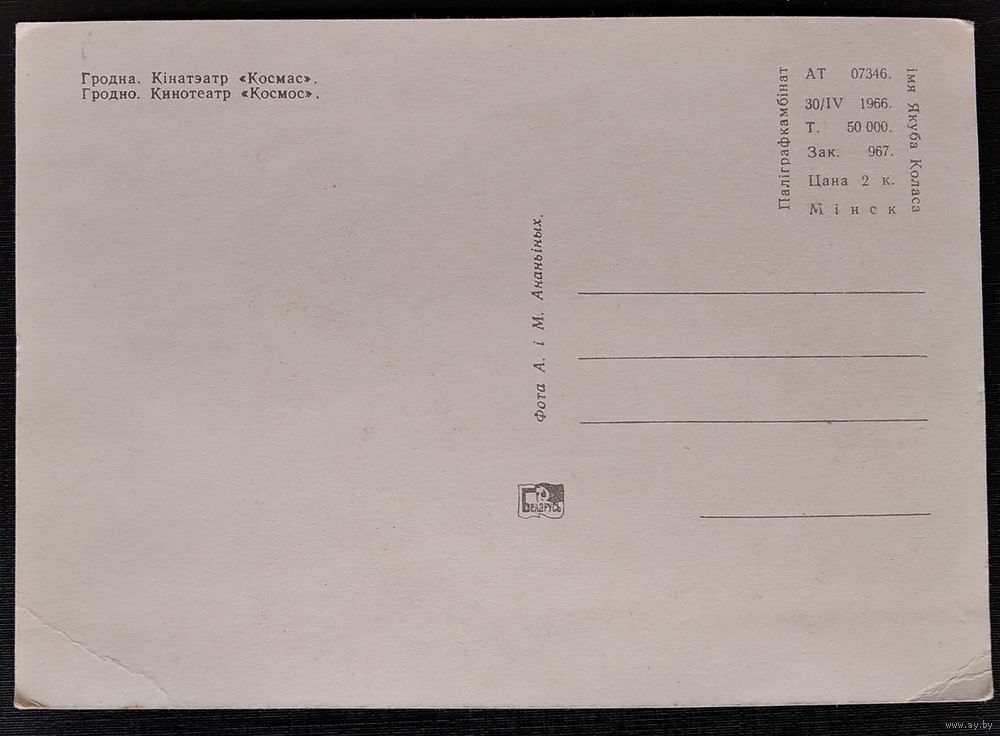 Гродна. Кінатэатр «Космас».
Гродно. Кинотеатр «Космос».
Паліграфкамбінат
АТ 07346.
30/IV 1966.
Т. 50 000.
Зак. 967.
Цана 2 к.
Мінск
імя Якуба Коласа
Фота А. і М. Ананьіных.
Беларусь
www.ay.by